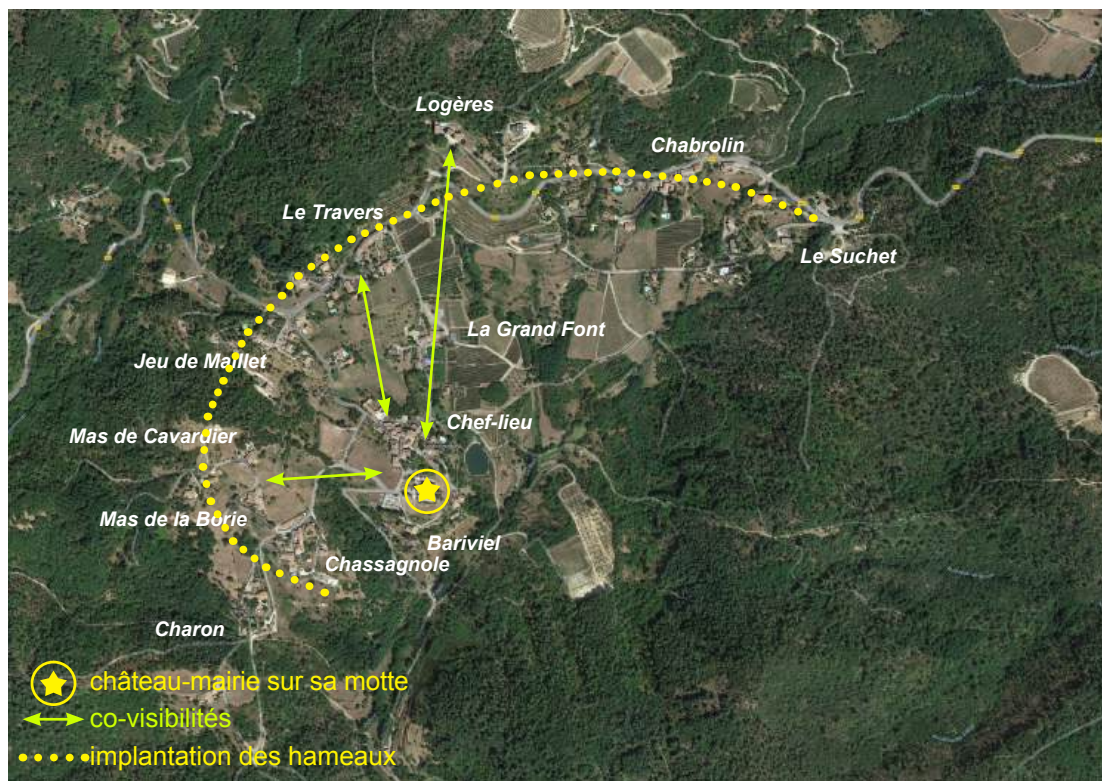 Logères
Chabrolin
Le Travers
Le Suchet
La Grand Font
Jeu de Maillet
Chef-lieu
Mas de Cavardier
Mas de la Borie
Bariviel
Chassagnole
Charon
château-mairie sur sa motte
co-visibilités
implantation des hameaux